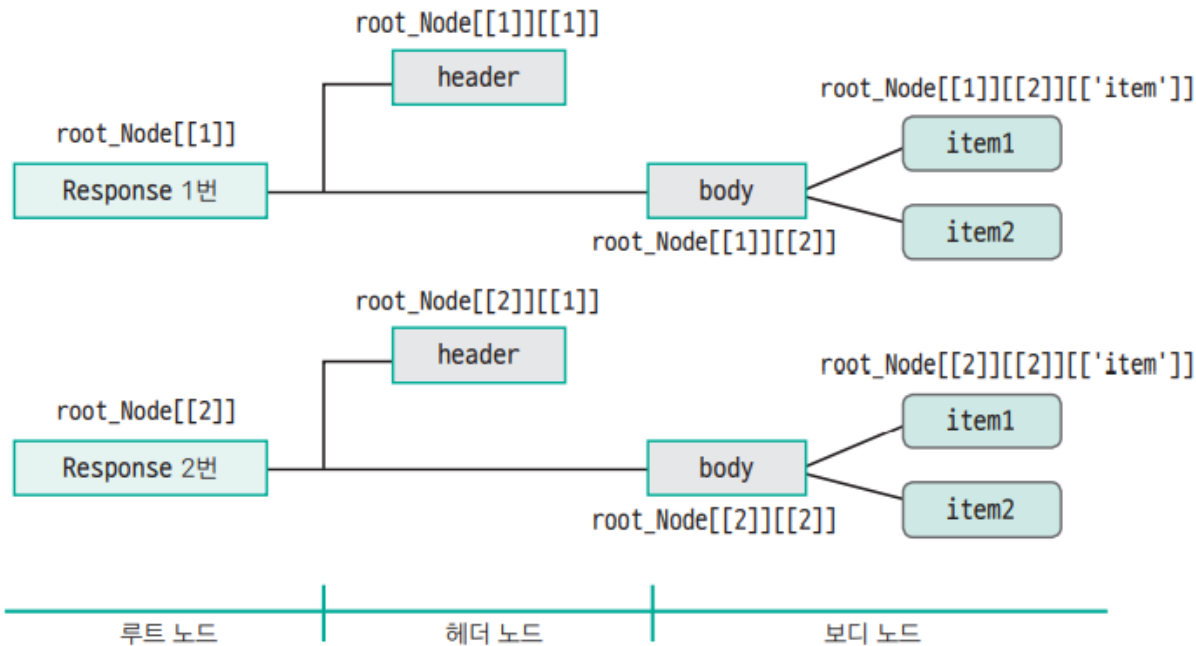 root_Node[[1]][[1]]
header
root_Node[[1]][[2]][['item']]
root_Node[[1]]
item1
Response 1번
body
item2
root_Node[[1]][[2]]
root_Node[[2]][[1]]
header
root_Node[[2]][[2]][['item']]
root_Node[[2]]
item1
Response 2번
body
item2
root_Node[[2]][[2]]
루트 노드
헤더 노드
보디 노드